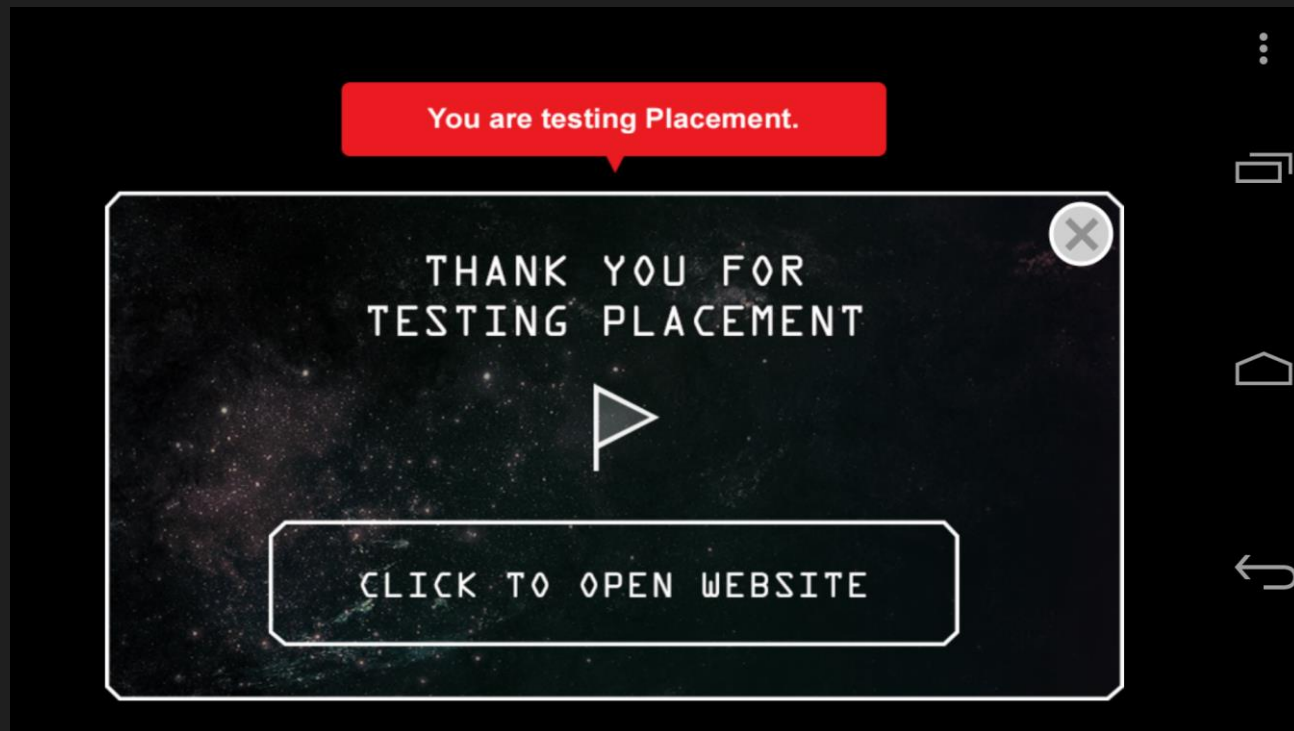 You are testing Placement.
THANK YOU FOR
TESTING PLACEMENT
CLICK TO OPEN WEBSITE